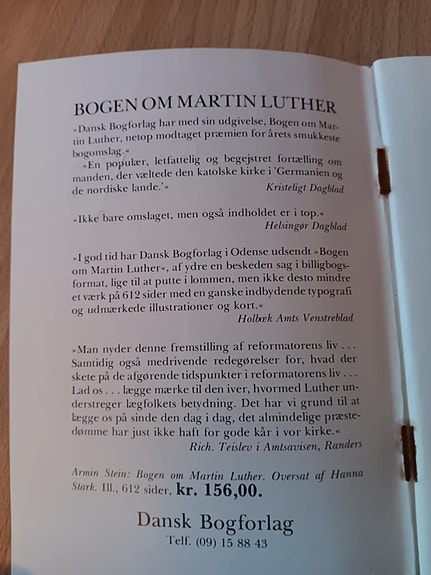 BOGEN OM MARTIN LUTHER
»Dansk Bogforlag har med sin udgivelse, Bogen om Mar-
tin Luther, netop modtaget præmien for årets smukkeste
bogomslag.«
»En populær, letfattelig og begejstret fortælling om
manden, der væltede den katolske kirke i 'Germanien og
de nordiske lande.'«
Kristeligt Dagblad
»Ikke bare omslaget, men også indholdet er i top.«
Helsingør Dagblad
»I god tid har Dansk Bogforlag i Odense udsendt »Bogen
om Martin Luther«, af ydre en beskeden sag i billigbogs-
format, lige til at putte i lommen, men ikke desto mindre
et værk på 612 sider med en ganske indbydende typografi
og udmærkede illustrationer og kort.«
Holbæk Amts Venstreblad
»Man nyder denne fremstilling af reformatorens liv . . .
Samtidig også medrivende redegørelser for, hvad der
skete på de afgørende tidspunkter i reformatorens liv . . .
Lad os . . . lægge mærke til den iver, hvormed Luther un-
derstreger lægfolkets betydning. Det har vi grund til at
lægge os på sinde den dag i dag, det almindelige præste-
dømme har just ikke haft for gode kår i vor kirke.«
Rich. Teislev i Amtsavisen, Randers
Armin Stein: Bogen om Martin Luther. Oversat af Hanna
Stark. Ill., 612 sider, kr. 156,00.
Dansk Bogforlag
Telf. (09) 15 88 43